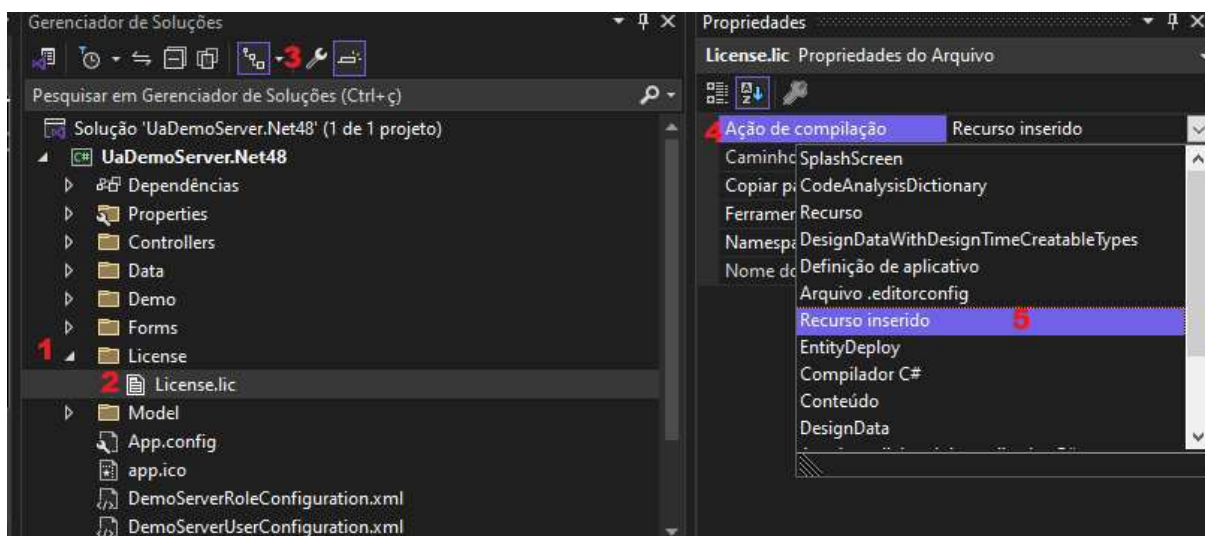 Gerenciador de Soluções
3
Pesquisar em Gerenciador de Soluções (Ctrl+ç)
Solução 'UaDemoServer.Net48' (1 de 1 projeto)
C# UaDemoServer.Net48
Dependências
Properties
Controllers
Data
Demo
Forms
1 License
2 License.lic
Model
App.config
app.ico
DemoServerRoleConfiguration.xml
DemoServerUserConfiguration.xml
Propriedades
License.lic Propriedades do Arquivo
4 Ação de compilação Recurso inserido
Caminho
Copiar pa
Ferramen
Namespa
Nome do
SplashScreen
CodeAnalysisDictionary
Recurso
DesignDataWithDesignTimeCreatableTypes
Definição de aplicativo
Arquivo .editorconfig
Recurso inserido 5
EntityDeploy
Compilador C#
Conteúdo
DesignData